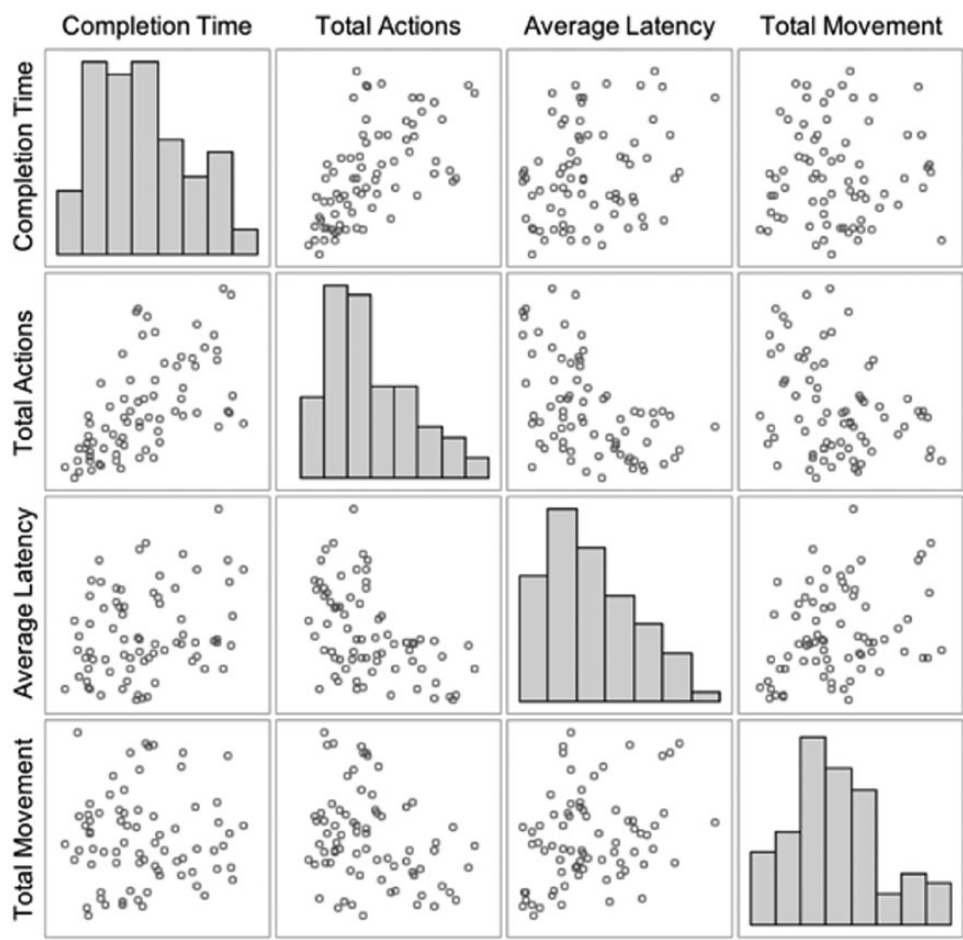 Completion Time Total Actions Average Latency Total Movement
Completion Time
Total Actions
Average Latency
Total Movement